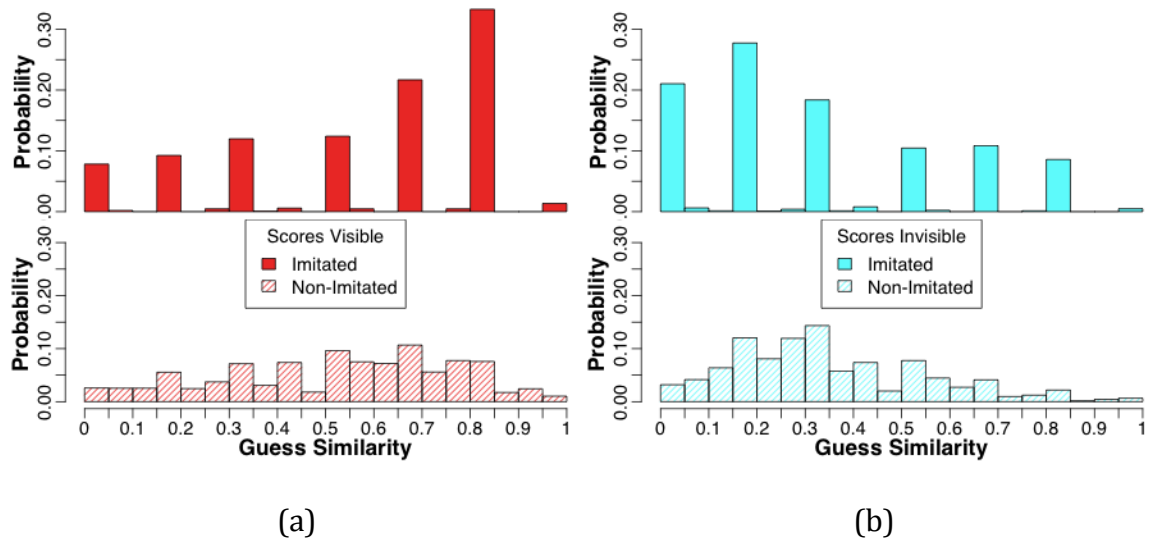 Probability
.00 0.10 0.20 0.30
Scores Visible
Imitated
Non-Imitated
Probability
0.00 0.10 0.20 0.30
0 0.1 0.2 0.3 0.4 0.5 0.6 0.7 0.8 0.9 1
Guess Similarity
(a)
Probability
.00 0.10 0.20 0.30
Scores Invisible
Imitated
Non-Imitated
Probability
0.00 0.10 0.20 0.30
0 0.1 0.2 0.3 0.4 0.5 0.6 0.7 0.8 0.9 1
Guess Similarity
(b)